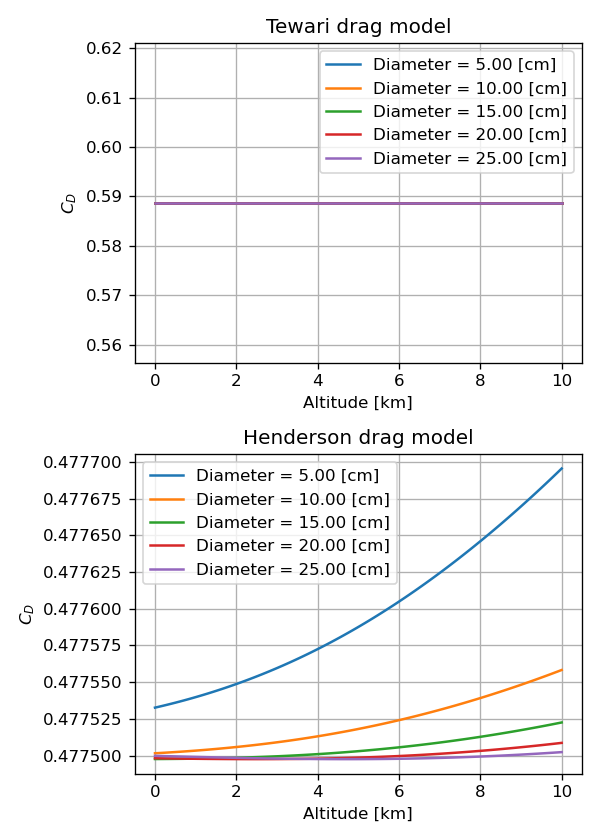 Tewari drag model
0.62
0.61
0.60
0.59
0.58
0.57
0.56
C_D
Diameter = 5.00 [cm]
Diameter = 10.00 [cm]
Diameter = 15.00 [cm]
Diameter = 20.00 [cm]
Diameter = 25.00 [cm]
0 2 4 6 8 10
Altitude [km]
Henderson drag model
0.477700
0.477675
0.477650
0.477625
0.477600
0.477575
0.477550
0.477525
0.477500
C_D
Diameter = 5.00 [cm]
Diameter = 10.00 [cm]
Diameter = 15.00 [cm]
Diameter = 20.00 [cm]
Diameter = 25.00 [cm]
0 2 4 6 8 10
Altitude [km]